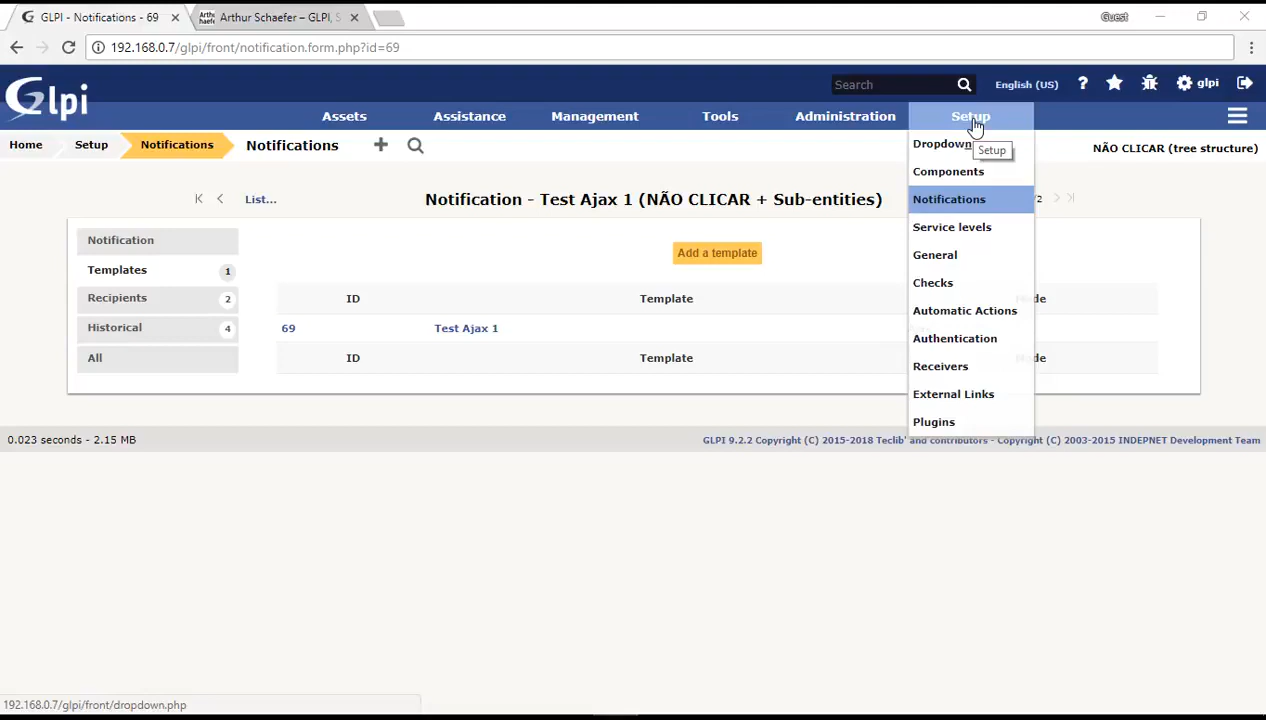 GLPI - Notifications - 69
Arthur Schaefer – GLPI, S
Guest
192.168.0.7/glpi/front/notification.form.php?id=69
Glpi
Search
English (US)
?
glpi
Assets
Assistance
Management
Tools
Administration
Setup
Home
Setup
Notifications
Notifications
NÃO CLICAR (tree structure)
Dropdown
Setup
Components
Notifications
Service levels
General
Checks
Automatic Actions
Authentication
Receivers
External Links
Plugins
List...
Notification - Test Ajax 1 (NÃO CLICAR + Sub-entities)
/2
Notification
Templates 1
Recipients 2
Historical 4
All
Add a template
ID Template
69 Test Ajax 1
ID Template
0.023 seconds - 2.15 MB
GLPI 9.2.2 Copyright (C) 2015-2018 Teclib' and contributors - Copyright (C) 2003-2015 INDEPNET Development Team
192.168.0.7/glpi/front/dropdown.php